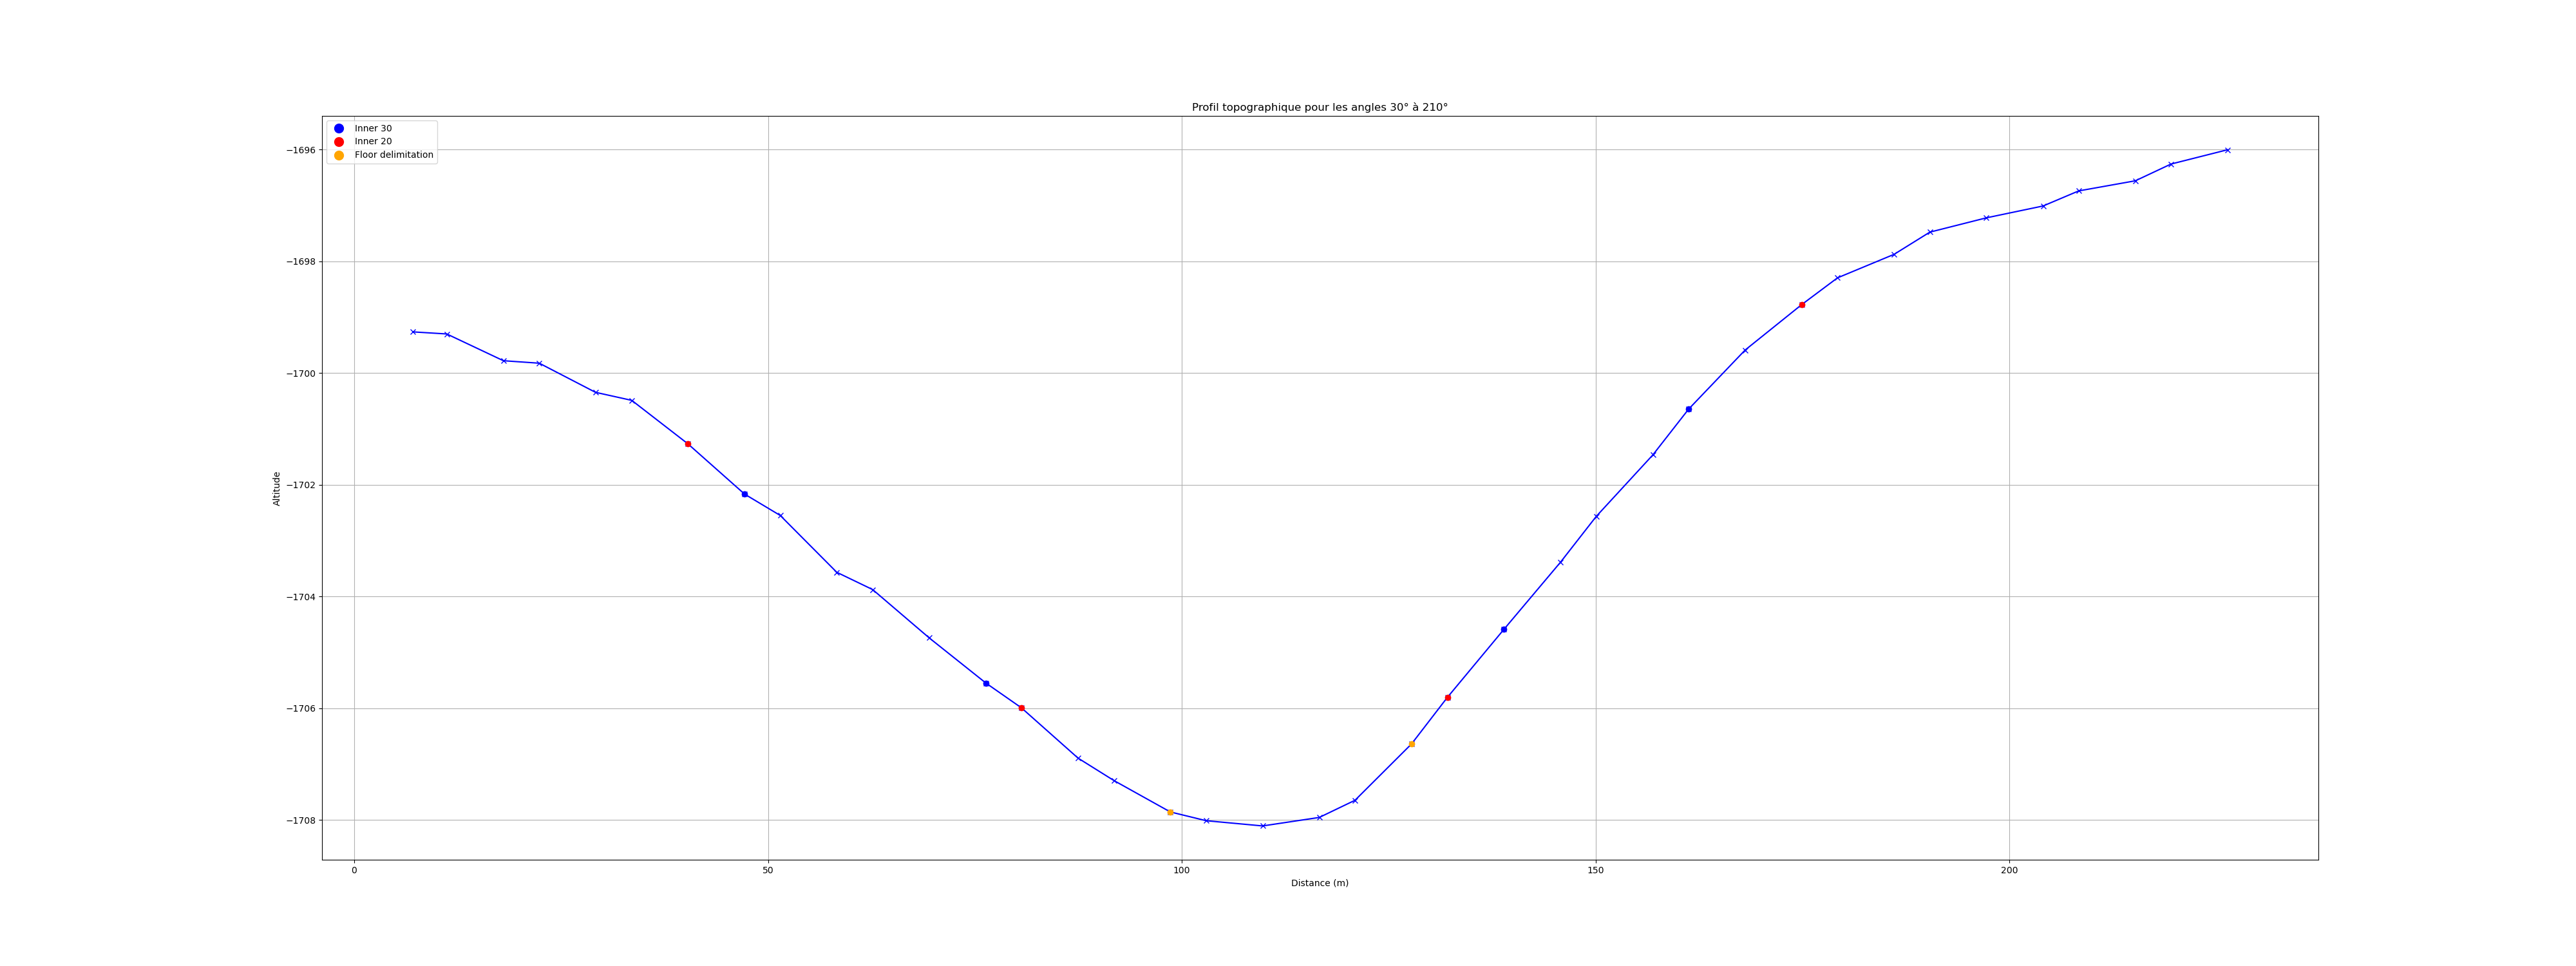 Profil topographique pour les angles 30° à 210°
Inner 30
Inner 20
Floor delimitation
−1696
−1698
−1700
−1702
−1704
−1706
−1708
Altitude
0
50
100
150
200
Distance (m)